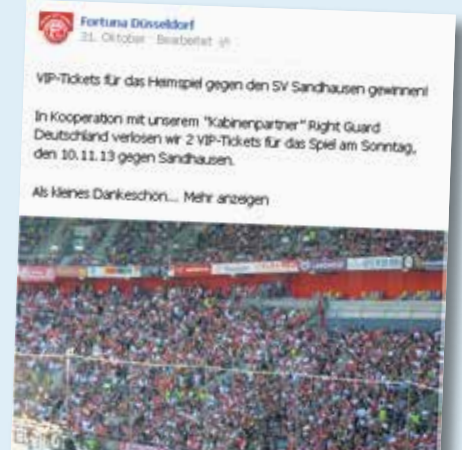 Fortuna Düsseldorf
21. Oktober · Bearbeitet
VIP-Tickets für das Heimspiel gegen den SV Sandhausen gewinnen!
In Kooperation mit unserem "Kabinenpartner" Right Guard
Deutschland verlosen wir 2 VIP-Tickets für das Spiel am Sonntag,
den 10.11.13 gegen Sandhausen.
Als kleines Dankeschön... Mehr anzeigen